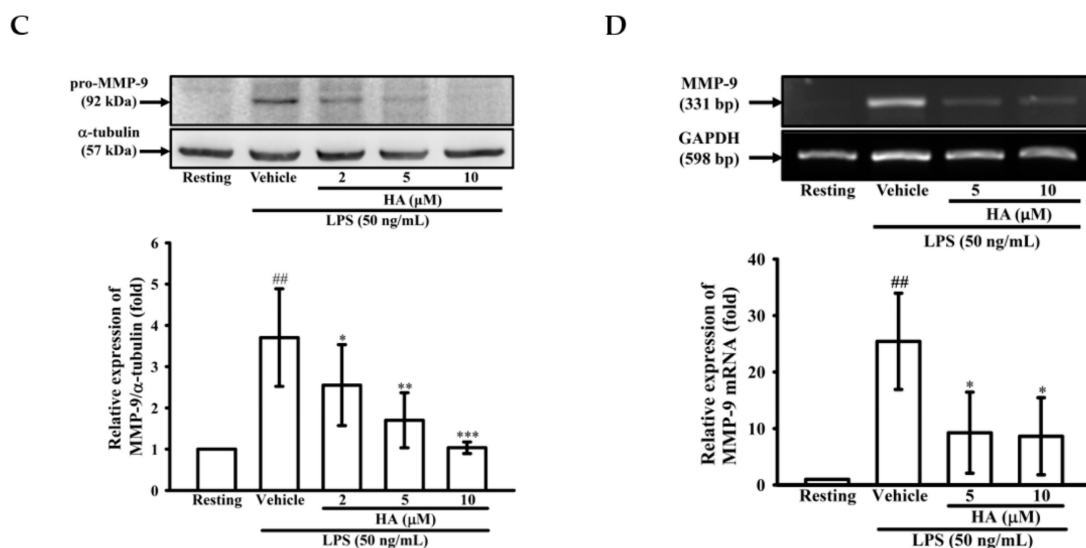 C
pro-MMP-9
(92 kDa)
α-tubulin
(57 kDa)
Resting Vehicle 2 5 10
HA (μM)
LPS (50 ng/mL)
Relative expression of
MMP-9/α-tubulin (fold)
6
5
4
3
2
1
0
##
*
**
***
Resting Vehicle 2 5 10
HA (μM)
LPS (50 ng/mL)
D
MMP-9
(331 bp)
GAPDH
(598 bp)
Resting Vehicle 5 10
HA (μM)
LPS (50 ng/mL)
Relative expression of
MMP-9 mRNA (fold)
40
30
20
10
0
##
*
*
Resting Vehicle 5 10
HA (μM)
LPS (50 ng/mL)